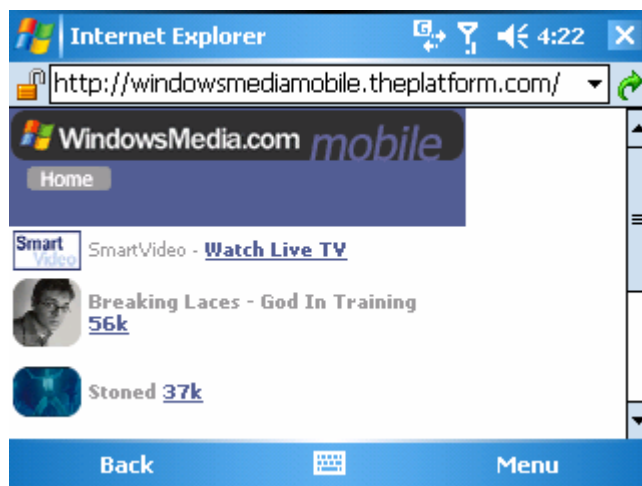 Internet Explorer G 4:22
http://windowsmediamobile.theplatform.com/
WindowsMedia.com mobile
Home
Smart Video SmartVideo - Watch Live TV
Breaking Laces - God In Training
56k
Stoned 37k
Back Menu